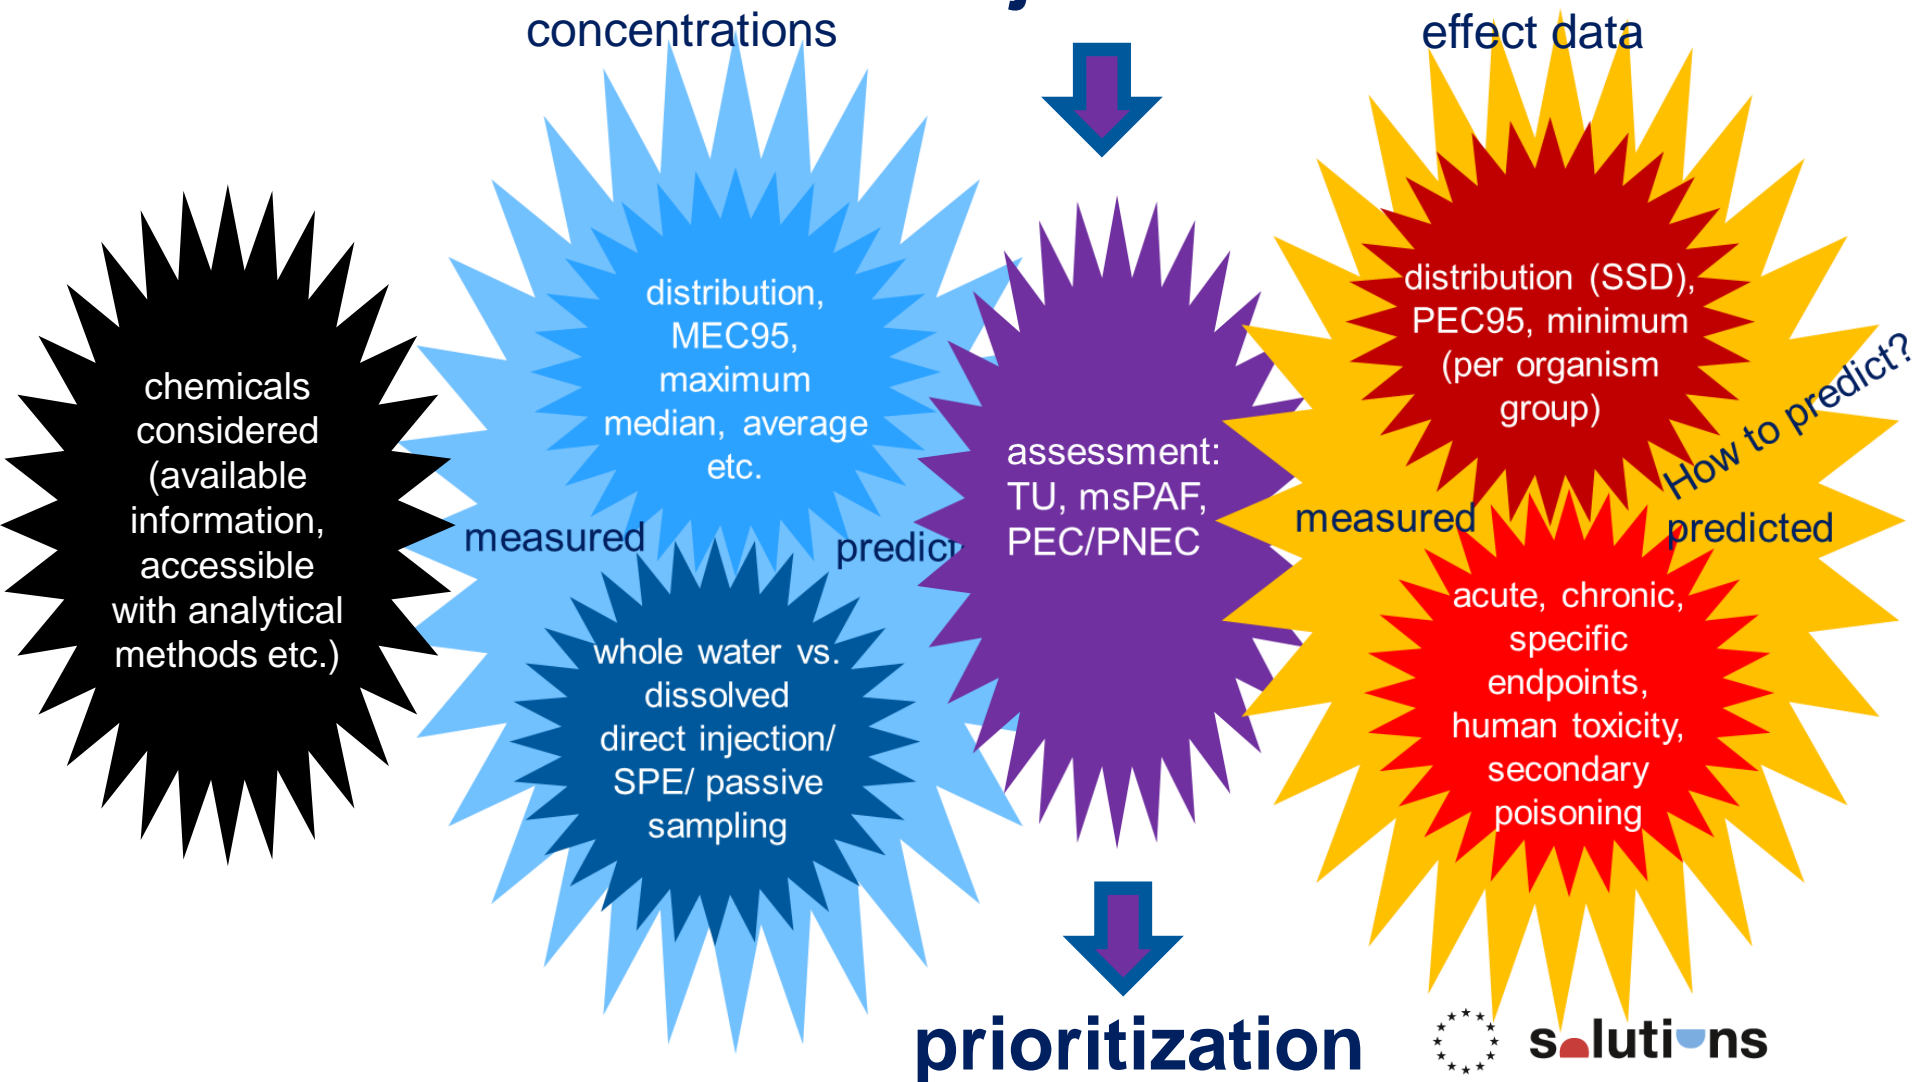 concentrations
effect data
chemicals
considered
(available
information,
accessible
with analytical
methods etc.)
distribution,
MEC95,
maximum
median, average
etc.
measured
predict
whole water vs.
dissolved
direct injection/
SPE/ passive
sampling
assessment:
TU, msPAF,
PEC/PNEC
distribution (SSD),
PEC95, minimum
(per organism
group)
How to predict?
measured
predicted
acute, chronic,
specific
endpoints,
human toxicity,
secondary
poisoning
prioritization
solutions